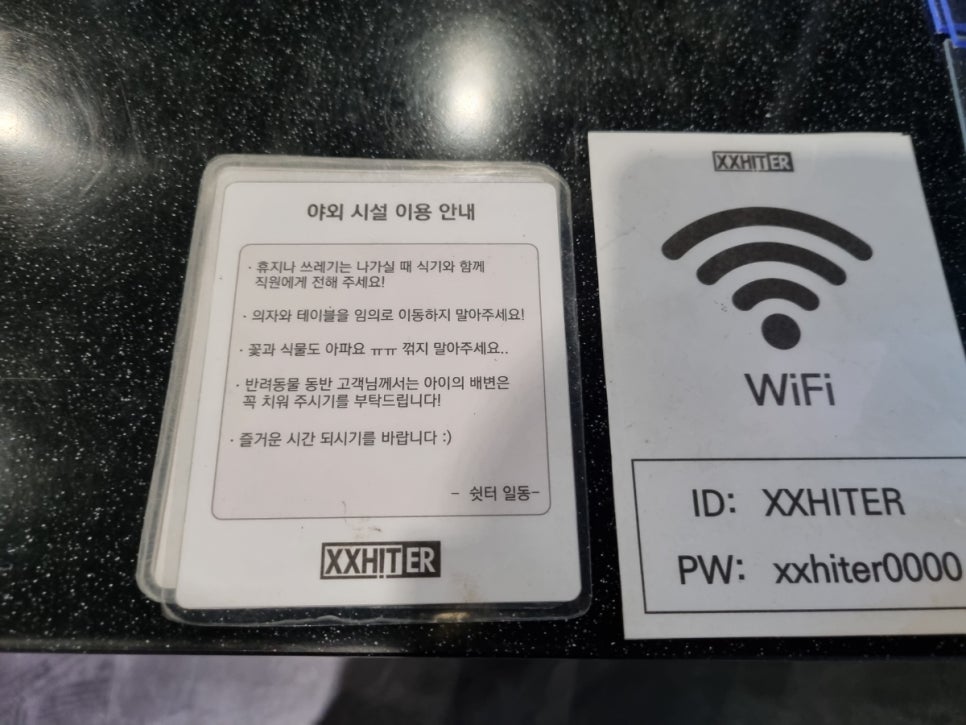 야외 시설 이용 안내
· 휴지나 쓰레기는 나가실 때 식기와 함께
직원에게 전해 주세요!
· 의자와 테이블을 임의로 이동하지 말아주세요!
· 꽃과 식물도 아파요 ㅠㅠ 꺾지 말아주세요..
· 반려동물 동반 고객님께서는 아이의 배변은
꼭 치워 주시기를 부탁드립니다!
· 즐거운 시간 되시기를 바랍니다 :)
- 쉿터 일동-
XXHITER
XXHITER
WiFi
ID: XXHITER
PW: xxhiter0000